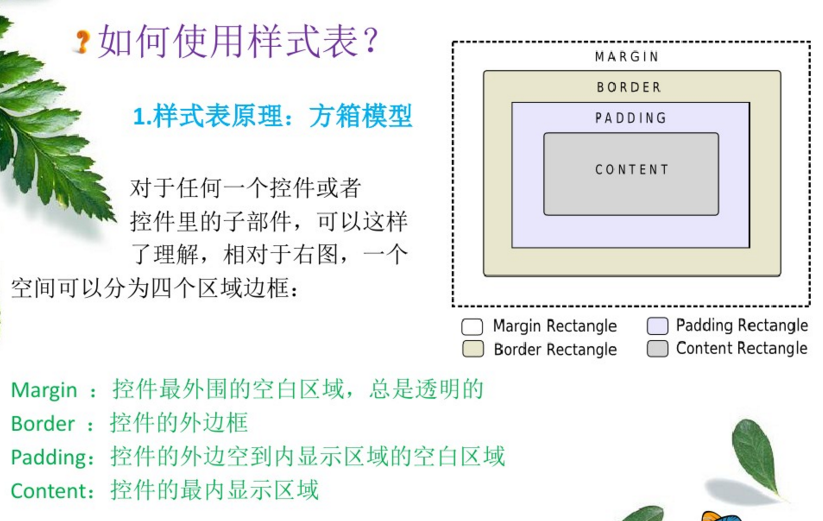 如何使用样式表？
1.样式表原理：方箱模型
对于任何一个控件或者
控件里的子部件，可以这样
了理解，相对于右图，一个
空间可以分为四个区域边框：
MARGIN
BORDER
PADDING
CONTENT
Margin Rectangle
Padding Rectangle
Border Rectangle
Content Rectangle
Margin ：控件最外围的空白区域，总是透明的
Border ：控件的外边框
Padding：控件的外边空到内显示区域的空白区域
Content：控件的最内显示区域